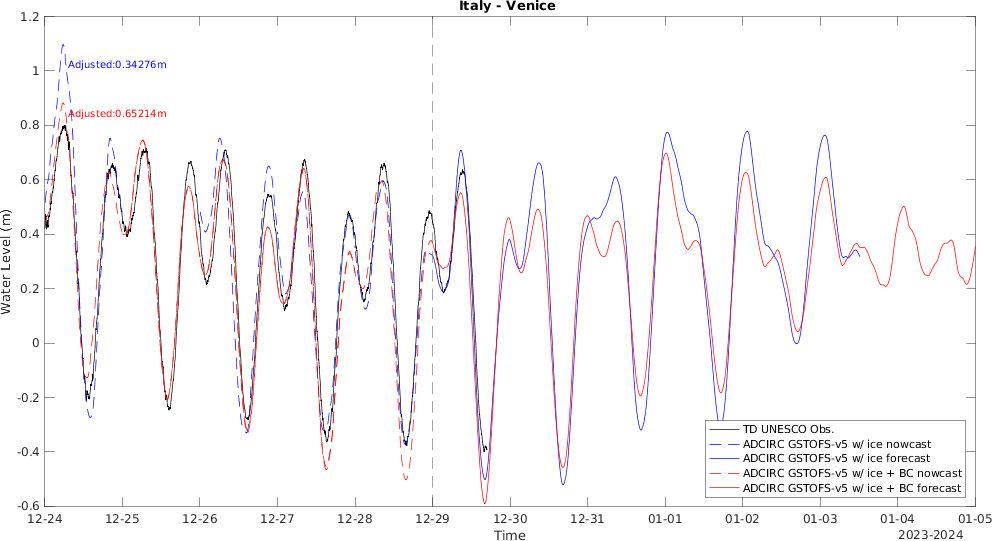 Italy - Venice
1.2
1
0.8
0.6
0.4
0.2
0
-0.2
-0.4
-0.6
Water Level (m)
Adjusted:0.34276m
Adjusted:0.65214m
TD UNESCO Obs.
ADCIRC GSTOFS-v5 w/ ice nowcast
ADCIRC GSTOFS-v5 w/ ice forecast
ADCIRC GSTOFS-v5 w/ ice + BC nowcast
ADCIRC GSTOFS-v5 w/ ice + BC forecast
12-24 12-25 12-26 12-27 12-28 12-29 12-30 12-31 01-01 01-02 01-03 01-04 01-05
Time
2023-2024